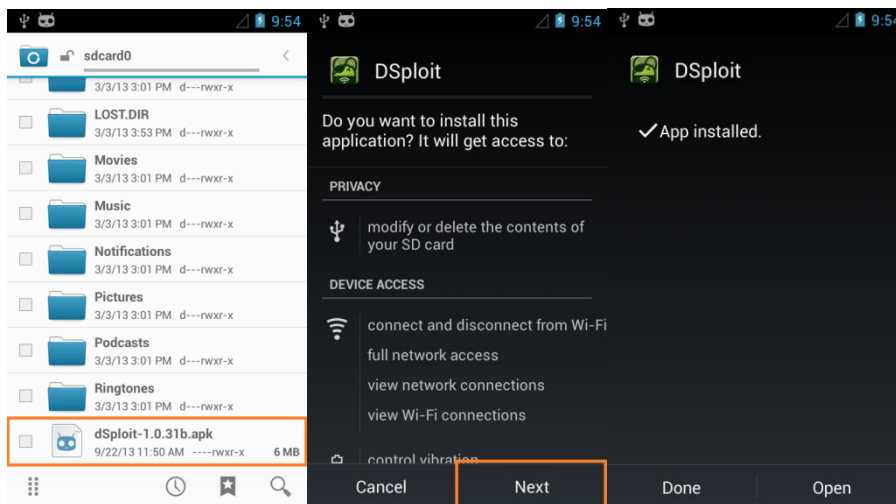 9:54
sdcard0
3/3/13 3:01 PM d---rwxr-x
LOST.DIR
3/3/13 3:53 PM d---rwxr-x
Movies
3/3/13 3:01 PM d---rwxr-x
Music
3/3/13 3:01 PM d---rwxr-x
Notifications
3/3/13 3:01 PM d---rwxr-x
Pictures
3/3/13 3:01 PM d---rwxr-x
Podcasts
3/3/13 3:01 PM d---rwxr-x
Ringtones
3/3/13 3:01 PM d---rwxr-x
dSploit-1.0.31b.apk
9/22/13 11:50 AM ----rwxr-x 6 MB
9:54
DSploit
Do you want to install this
application? It will get access to:
PRIVACY
modify or delete the contents of
your SD card
DEVICE ACCESS
connect and disconnect from Wi-Fi
full network access
view network connections
view Wi-Fi connections
control vibration
Cancel Next
9:54
DSploit
App installed.
Done Open